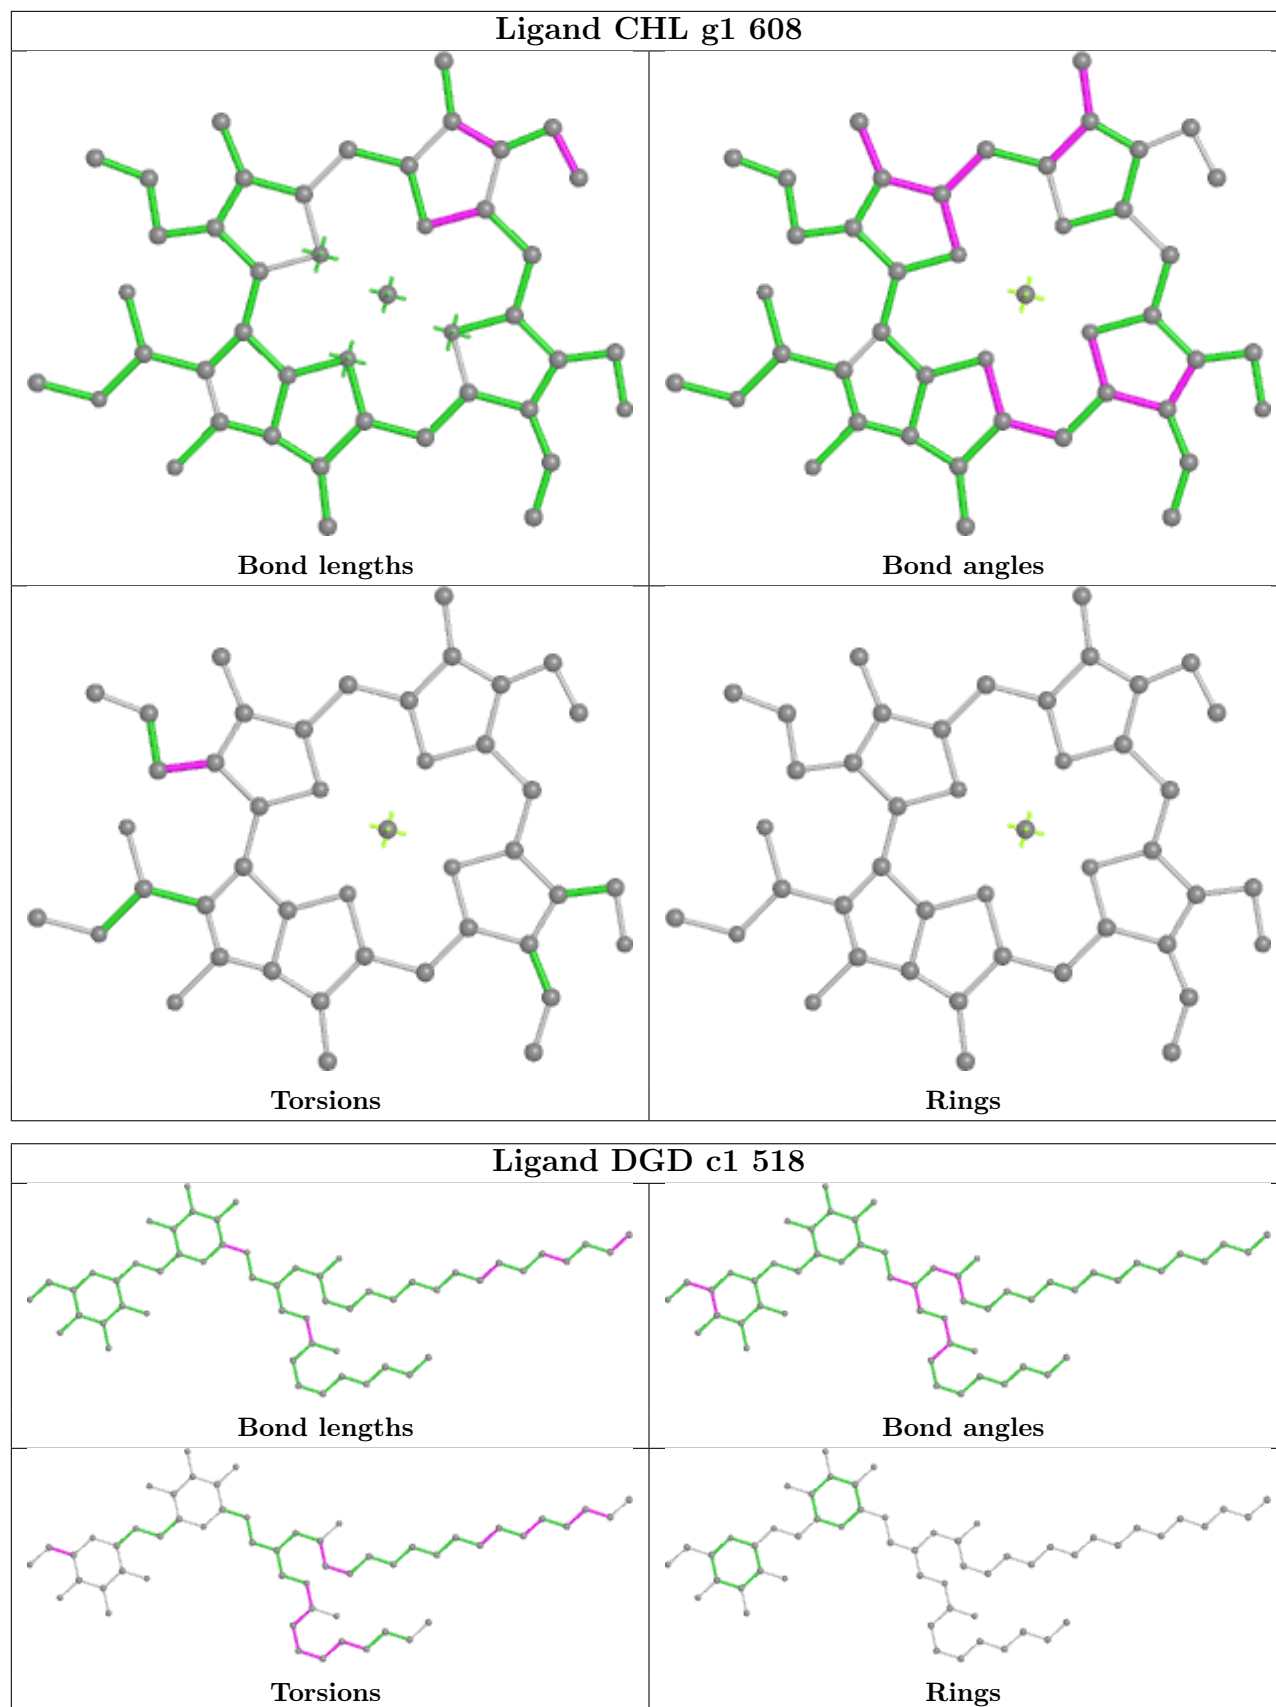 Ligand CHL g1 608
Bond lengths
Bond angles
Torsions
Rings
Ligand DGD c1 518
Bond lengths
Bond angles
Torsions
Rings